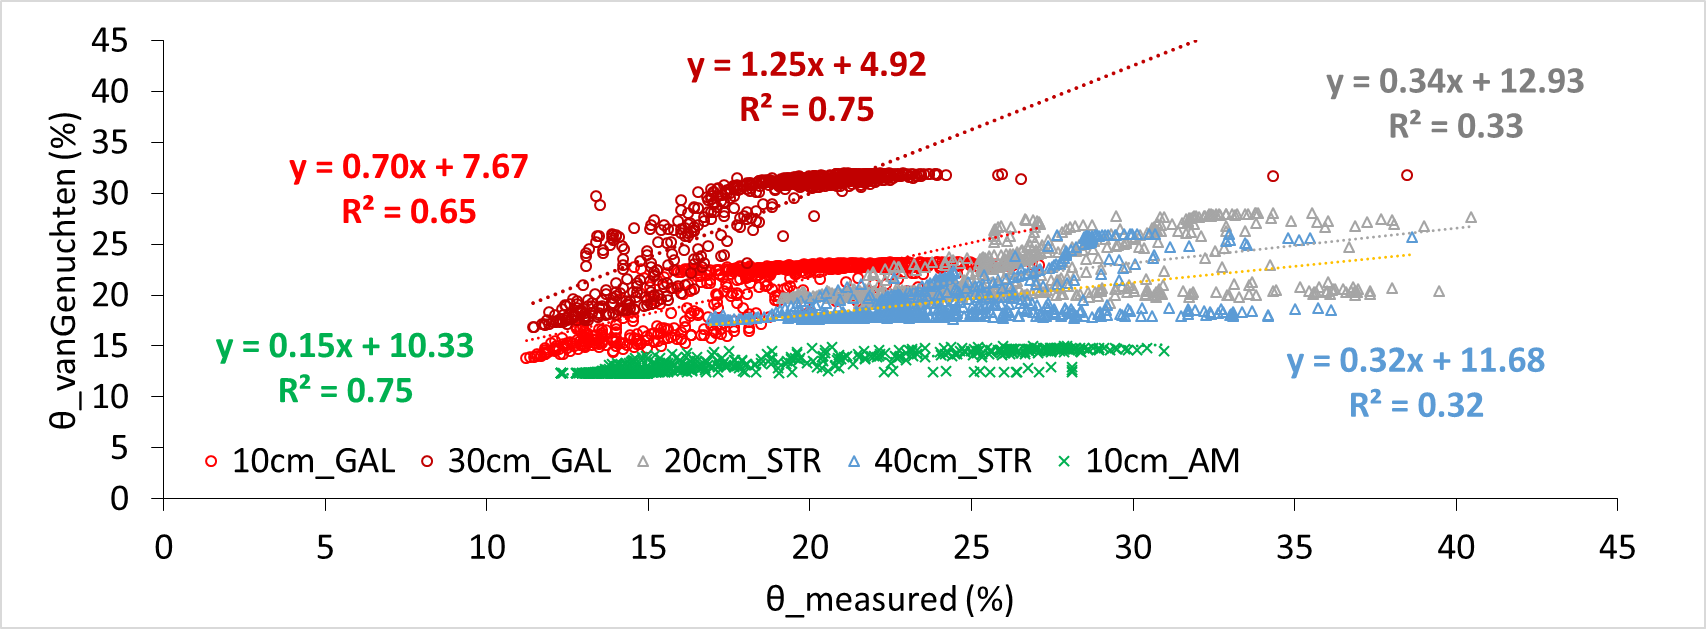 45
40
35
30
25
20
15
10
5
0
θ_vanGenuchten (%)
y = 1.25x + 4.92
R² = 0.75
y = 0.34x + 12.93
R² = 0.33
y = 0.70x + 7.67
R² = 0.65
y = 0.15x + 10.33
R² = 0.75
y = 0.32x + 11.68
R² = 0.32
10cm_GAL 30cm_GAL 20cm_STR 40cm_STR 10cm_AM
0 5 10 15 20 25 30 35 40 45
θ_measured (%)